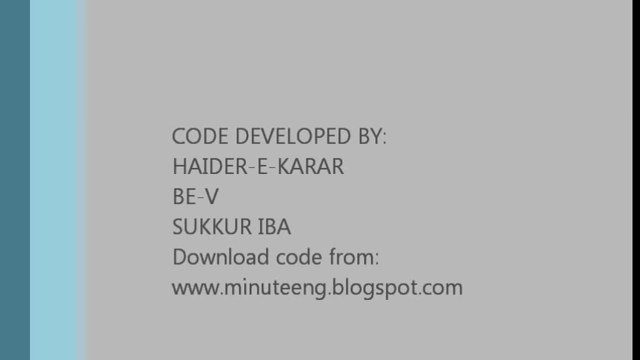 CODE DEVELOPED BY:
HAIDER-E-KARAR
BE-V
SUKKUR IBA
Download code from:
www.minuteeng.blogspot.com